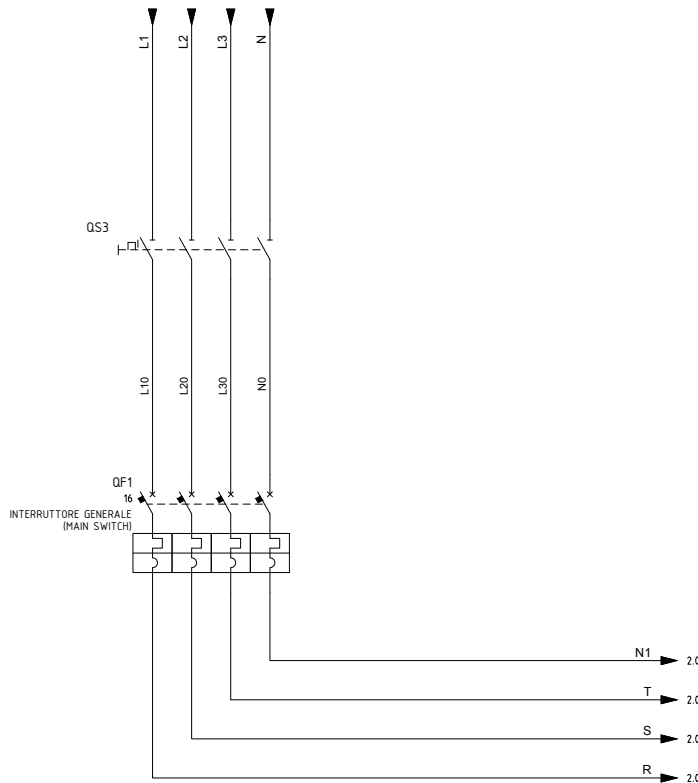 L1
L2
L3
N
QS3
L10
L20
L30
N0
QF1
16
INTERRUTTORE GENERALE
(MAIN SWITCH)
N1
2.0
T
2.0
S
2.0
R
2.0